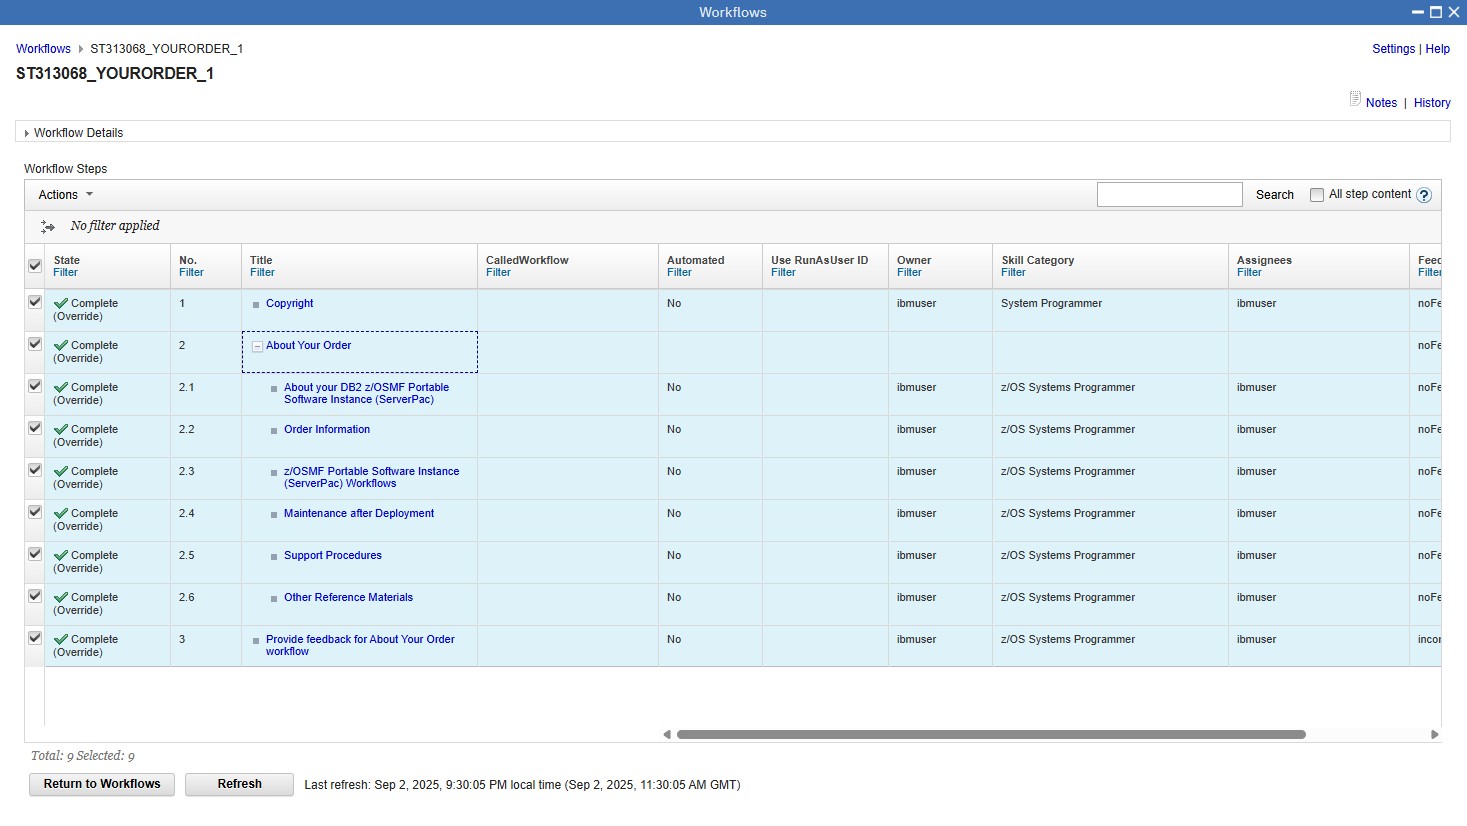 Workflows
Workflows ST313068_YOURORDER_1
Settings | Help
ST313068_YOURORDER_1
Notes | History
Workflow Details
Workflow Steps
Actions
Search All step content ?
No filter applied
State No. Title CalledWorkflow Automated Use RunAsUser ID Owner Skill Category Assignees Feed
Filter Filter Filter Filter Filter Filter Filter Filter Filter Filter
Complete 1 Copyright No ibmuser System Programmer ibmuser noFe
(Override)
Complete 2 About Your Order noFe
(Override)
Complete 2.1 About your DB2 z/OSMF Portable No ibmuser z/OS Systems Programmer ibmuser noFe
(Override) Software Instance (ServerPac)
Complete 2.2 Order Information No ibmuser z/OS Systems Programmer ibmuser noFe
(Override)
Complete 2.3 z/OSMF Portable Software Instance No ibmuser z/OS Systems Programmer ibmuser noFe
(Override) (ServerPac) Workflows
Complete 2.4 Maintenance after Deployment No ibmuser z/OS Systems Programmer ibmuser noFe
(Override)
Complete 2.5 Support Procedures No ibmuser z/OS Systems Programmer ibmuser noFe
(Override)
Complete 2.6 Other Reference Materials No ibmuser z/OS Systems Programmer ibmuser noFe
(Override)
Complete 3 Provide feedback for About Your Order No ibmuser z/OS Systems Programmer ibmuser incor
(Override) workflow
Total: 9 Selected: 9
Return to Workflows Refresh Last refresh: Sep 2, 2025, 9:30:05 PM local time (Sep 2, 2025, 11:30:05 AM GMT)